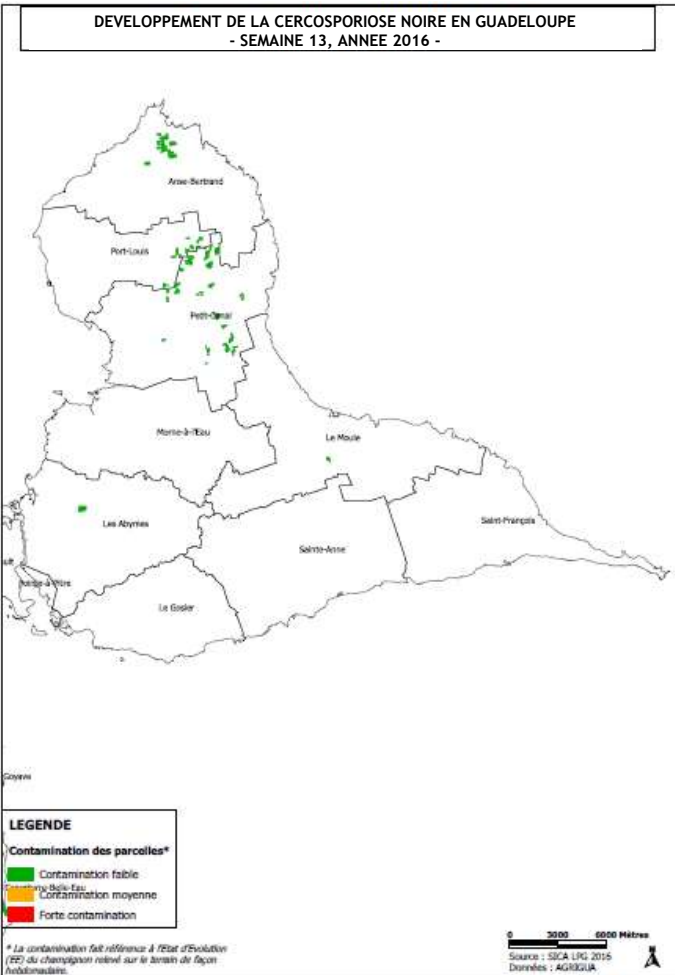 DEVELOPPEMENT DE LA CERCOSPORIOSE NOIRE EN GUADELOUPE
- SEMAINE 13, ANNEE 2016 -
Anse-Bertrand
Port-Louis
Petit-Canal
Morne-à-l'Eau
Le Moule
Les Abymes
Saint-François
Sainte-Anne
Pointe-à-Pitre
Le Gosier
Goyave
LEGENDE
Contamination des parcelles*
Contamination faible
Contamination moyenne
Forte contamination
* La contamination fait référence à l'Etat d'Evolution
(EE) du champignon relevé sur le terrain de façon
hebdomadaire.
0 3000 6000 Mètres
Source : SICA LPG 2016
Données : AGRIGUA